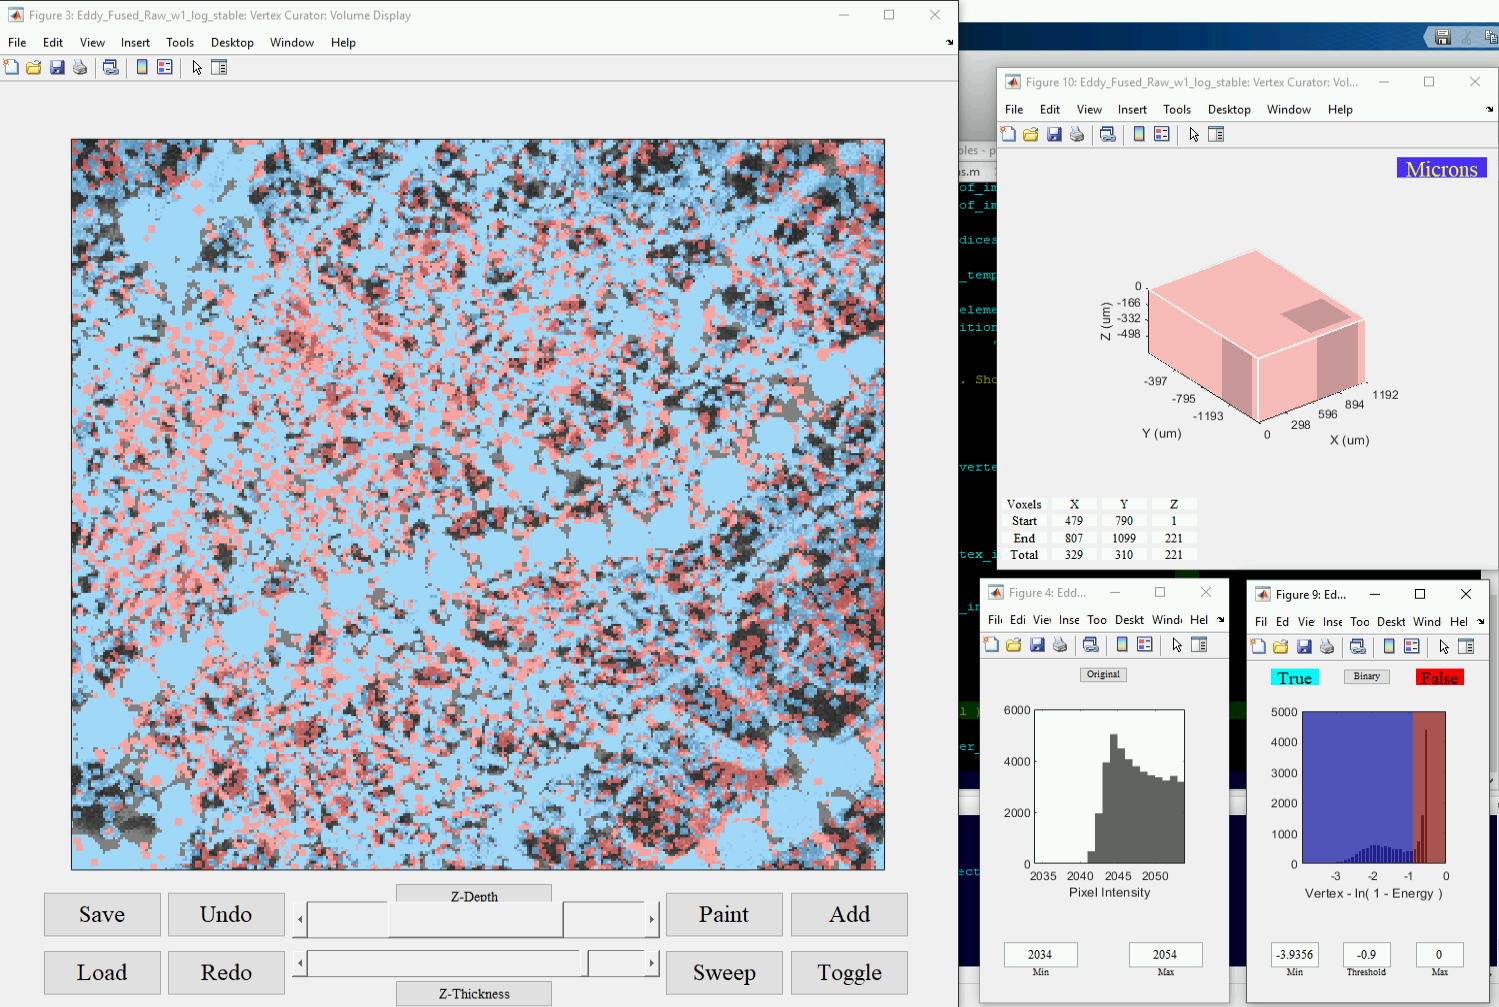 Figure 3: Eddy_Fused_Raw_w1_log_stable: Vertex Curator: Volume Display
File Edit View Insert Tools Desktop Window Help
Z-Depth
Save Undo Paint Add
Load Redo Sweep Toggle
Z-Thickness
bles - p
s.m
of_im
of_im
dices
_temp
eleme
ition
. Sho
verte
tex_i
_in
l )
er_
ect
Figure 10: Eddy_Fused_Raw_w1_log_stable: Vertex Curator: Vol...
File Edit View Insert Tools Desktop Window Help
Microns
0
-166
-332
-498
Z (um)
-397
-795
-1193
Y (um)
0
298
596
894
1192
X (um)
Voxels X Y Z
Start 479 790 1
End 807 1099 221
Total 329 310 221
Figure 4: Edd...
Fil Edi Vie Inse Too Deskt Wind Hel
Original
6000
4000
2000
0
2035 2040 2045 2050
Pixel Intensity
2034 2054
Min Max
Figure 9: Ed...
Fil Ed Vie Inse Too Deskt Wind Hel
True Binary False
5000
4000
3000
2000
1000
0
-3 -2 -1 0
Vertex - ln( 1 - Energy )
-3.9356 -0.9 0
Min Threshold Max